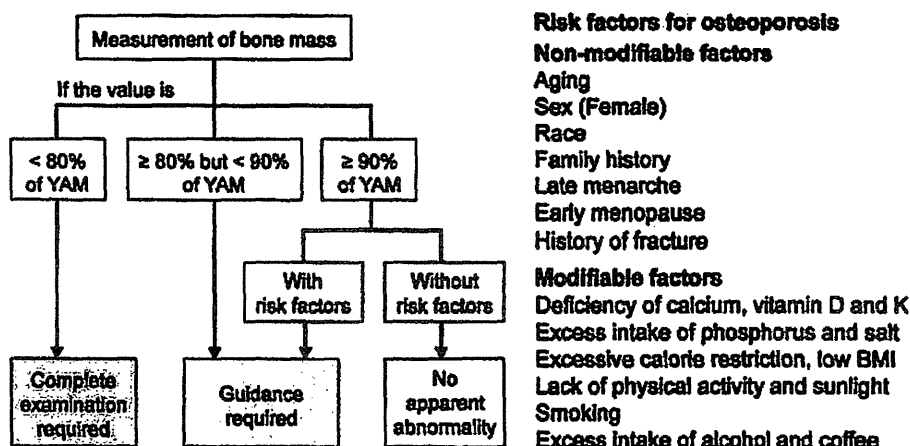 Measurement of bone mass
If the value is
< 80%
of YAM
≥ 80% but < 90%
of YAM
≥ 90%
of YAM
With
risk factors
Without
risk factors
Complete
examination
required
Guidance
required
No
apparent
abnormality
Risk factors for osteoporosis
Non-modifiable factors
Aging
Sex (Female)
Race
Family history
Late menarche
Early menopause
History of fracture
Modifiable factors
Deficiency of calcium, vitamin D and K
Excess intake of phosphorus and salt
Excessive calorie restriction, low BMI
Lack of physical activity and sunlight
Smoking
Excess intake of alcohol and coffee